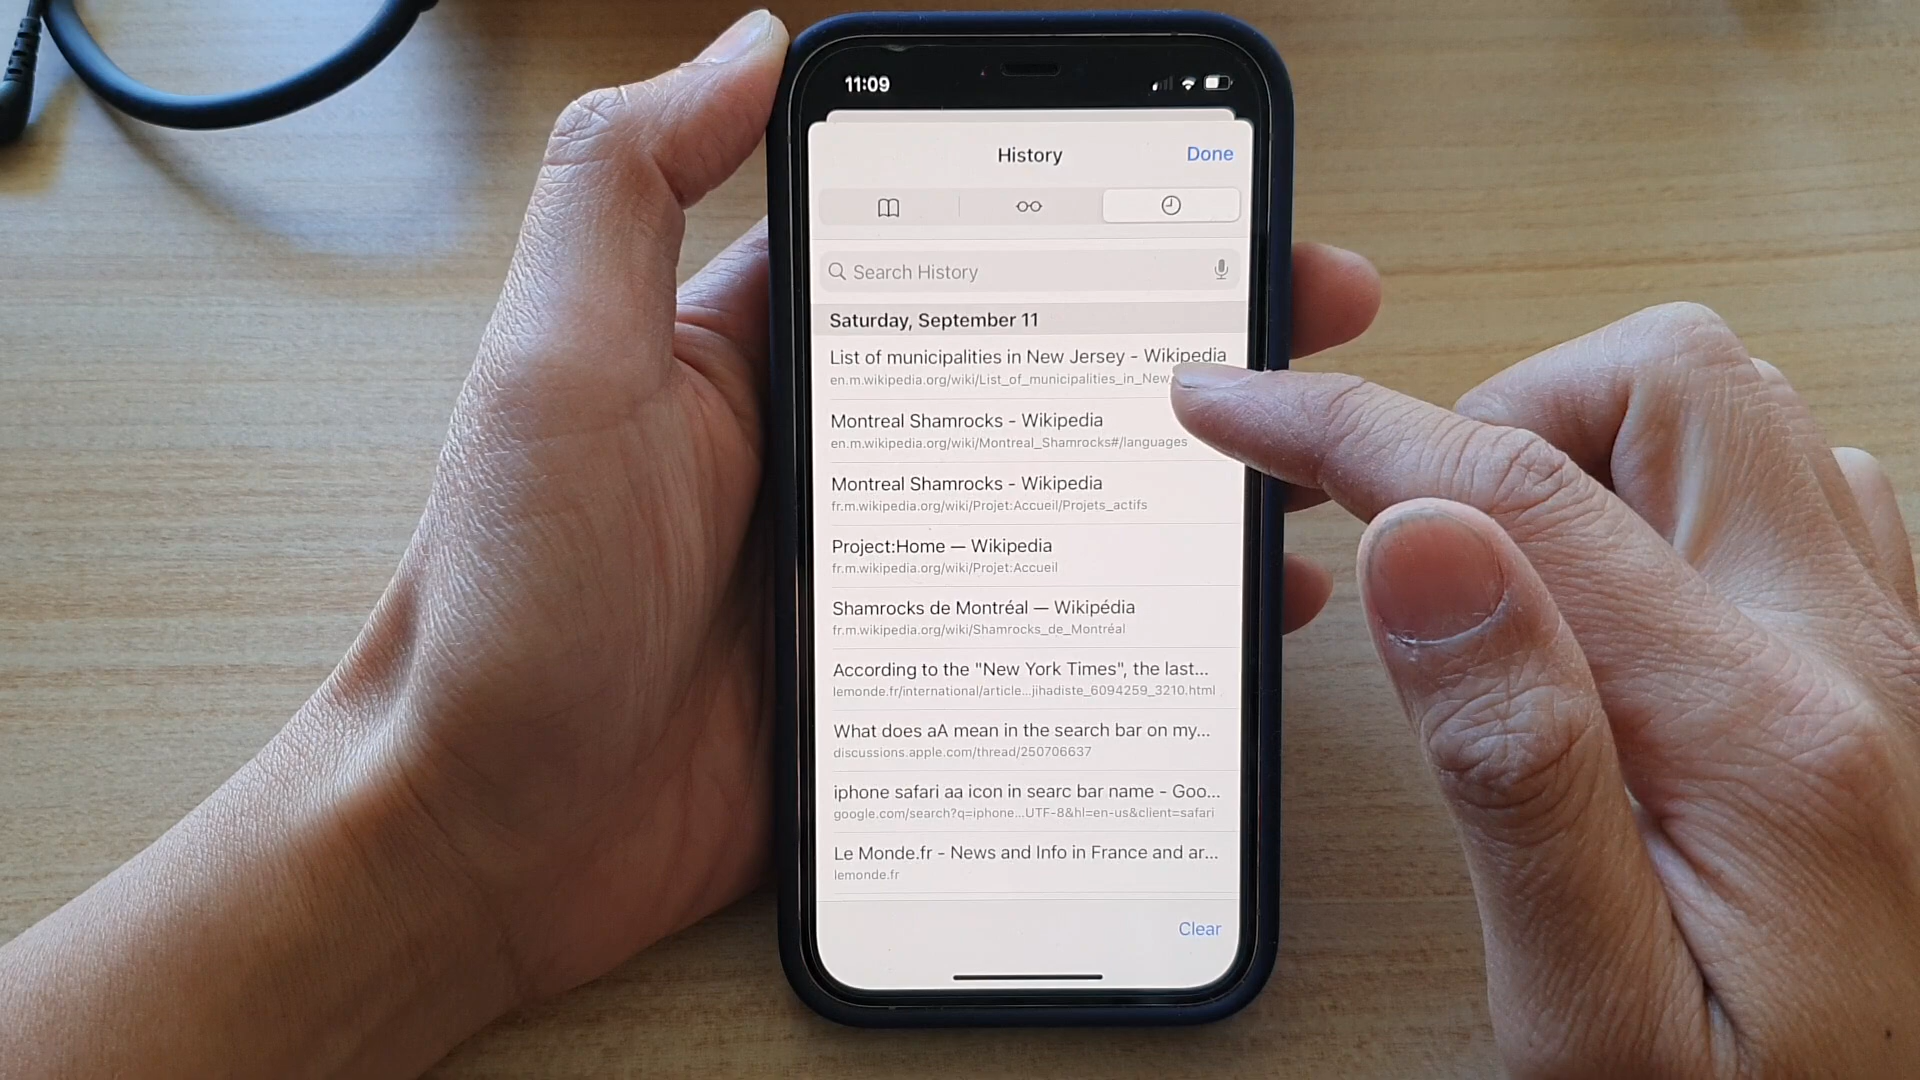 11:09
History
Done
Search History
Saturday, September 11
List of municipalities in New Jersey - Wikipedia
en.m.wikipedia.org/wiki/List_of_municipalities_in_New
Montreal Shamrocks - Wikipedia
en.m.wikipedia.org/wiki/Montreal_Shamrocks#/languages
Montreal Shamrocks - Wikipedia
fr.m.wikipedia.org/wiki/Projet:Accueil/Projets_actifs
Project:Home — Wikipedia
fr.m.wikipedia.org/wiki/Projet:Accueil
Shamrocks de Montréal — Wikipédia
fr.m.wikipedia.org/wiki/Shamrocks_de_Montréal
According to the "New York Times", the last...
lemonde.fr/international/article...jihadiste_6094259_3210.html
What does aA mean in the search bar on my...
discussions.apple.com/thread/250706637
iphone safari aa icon in searc bar name - Goo...
google.com/search?q=iphone...UTF-8&hl=en-us&client=safari
Le Monde.fr - News and Info in France and ar...
lemonde.fr
Clear